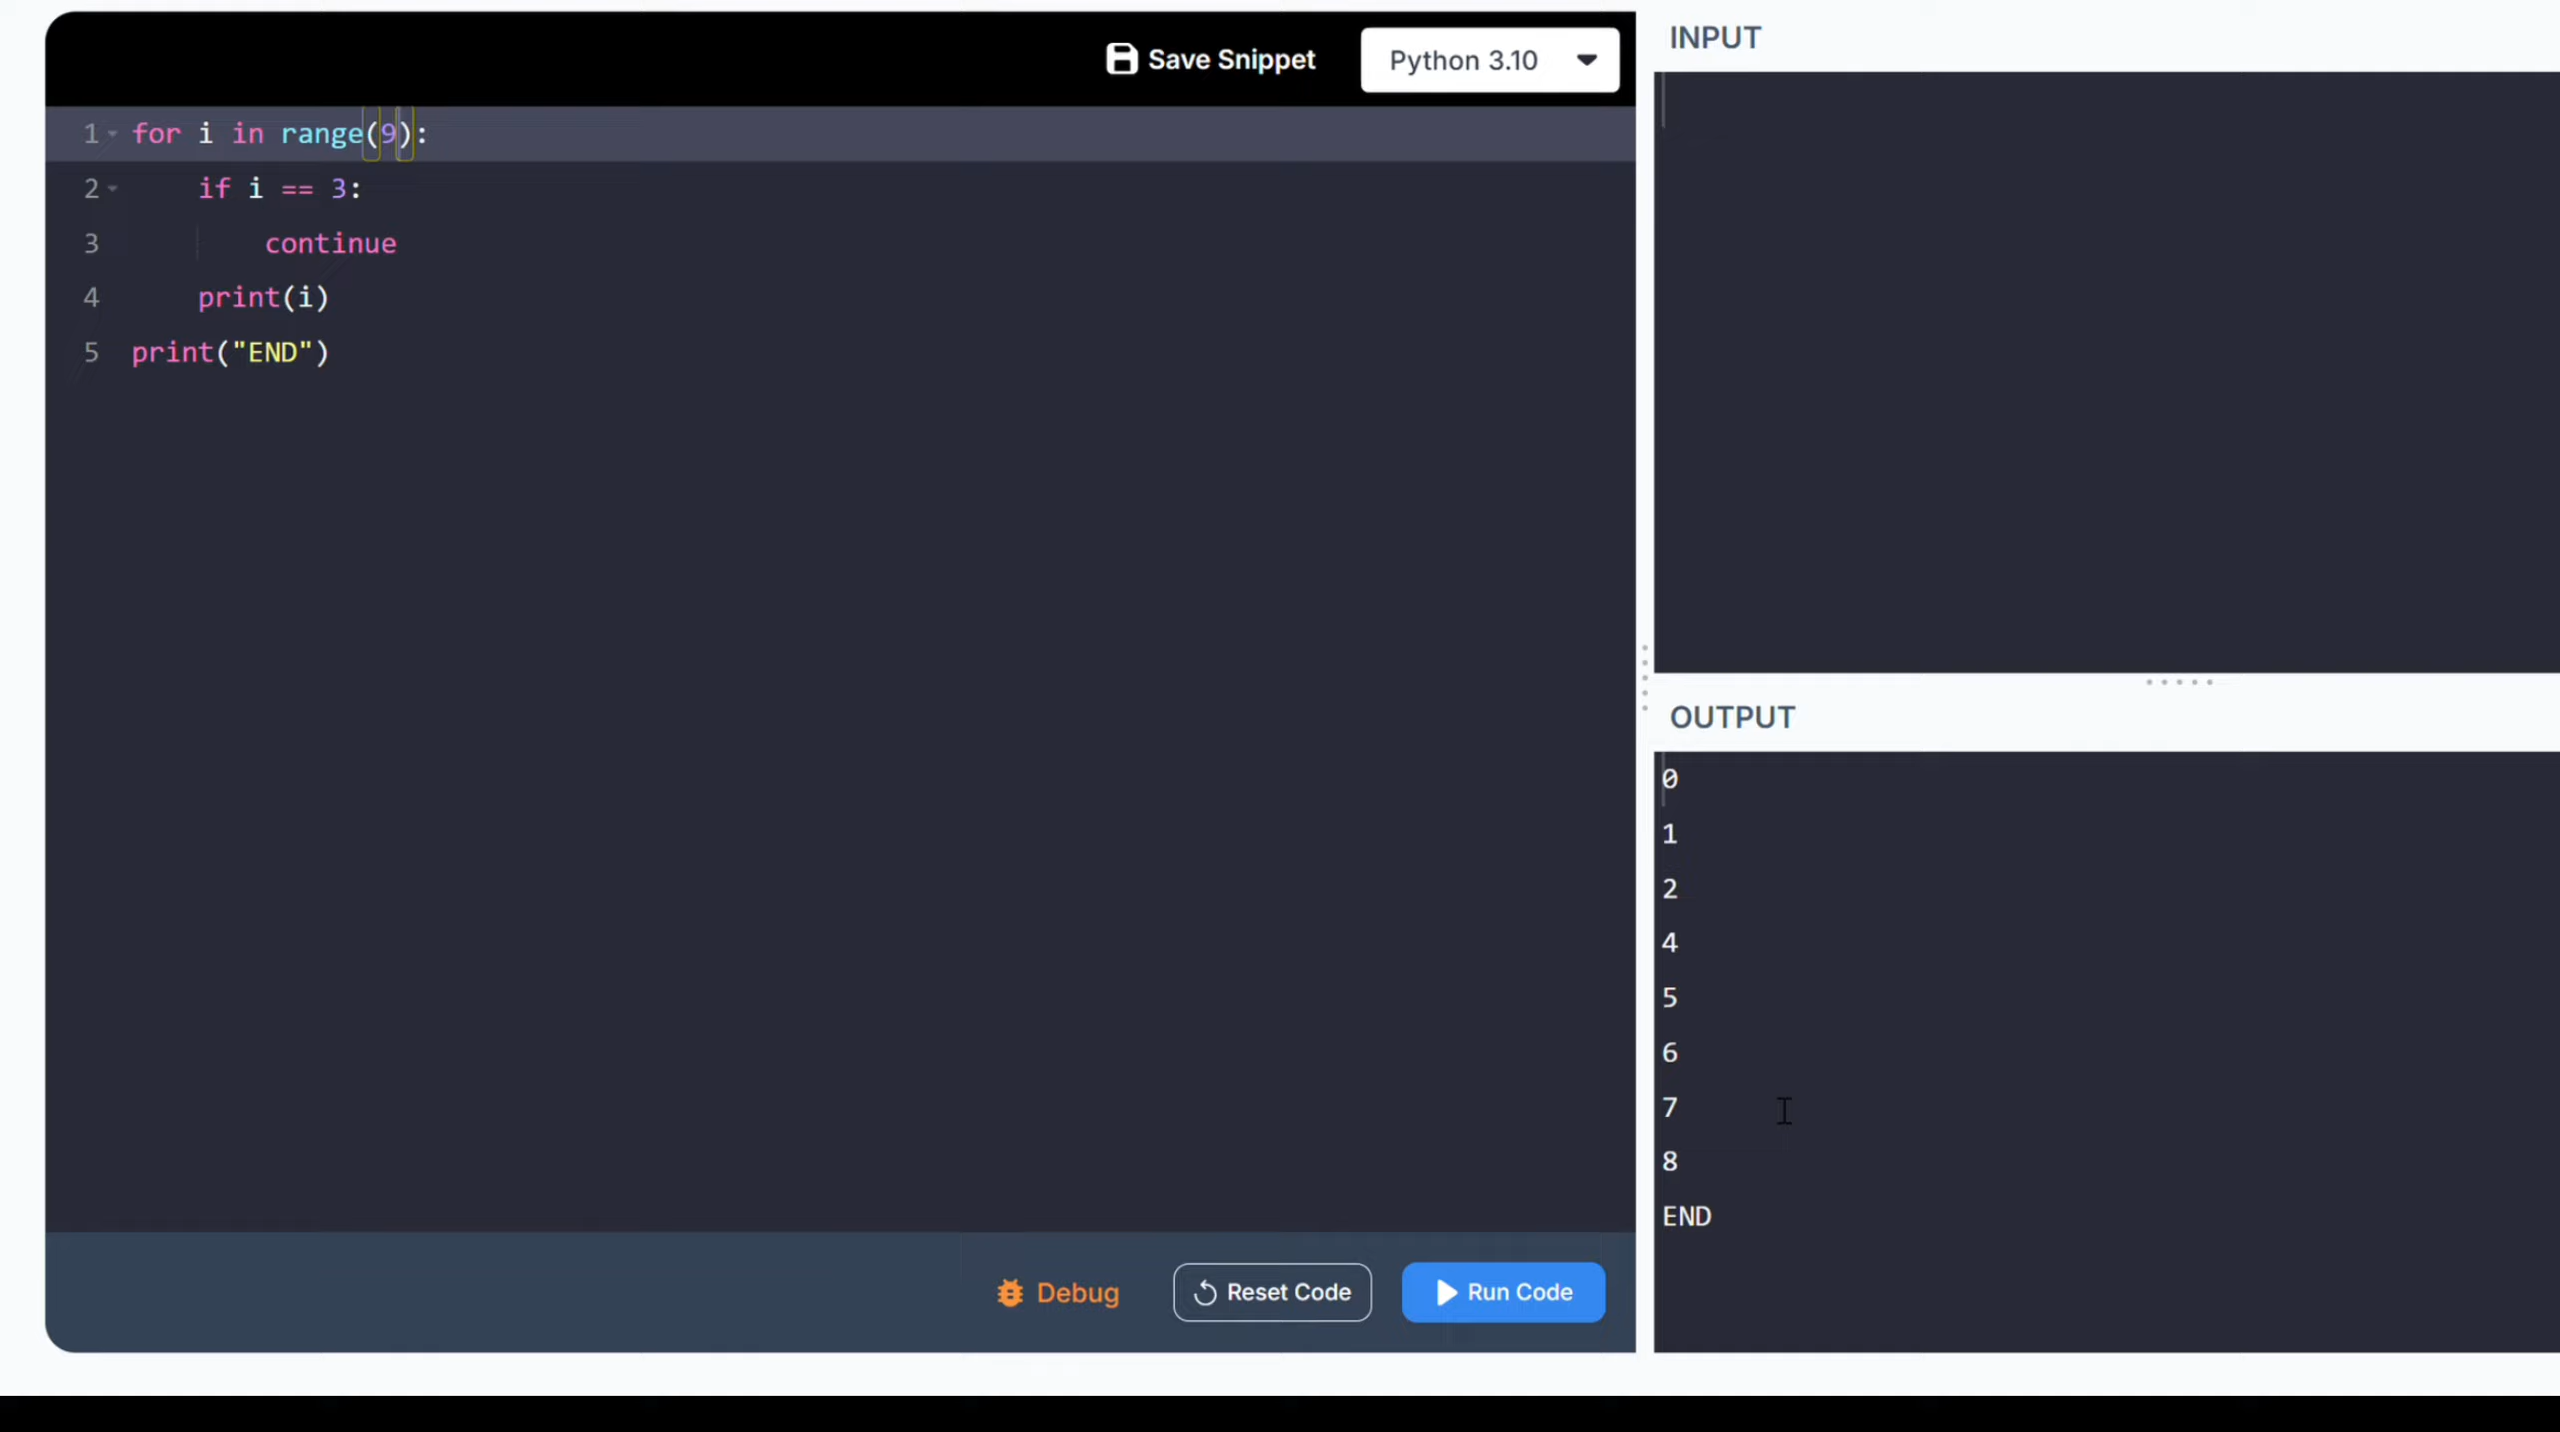 Save Snippet
Python 3.10
1 for i in range(9):
2     if i == 3:
3         continue
4     print(i)
5 print("END")
Debug
Reset Code
Run Code
INPUT
OUTPUT
0
1
2
4
5
6
7
8
END